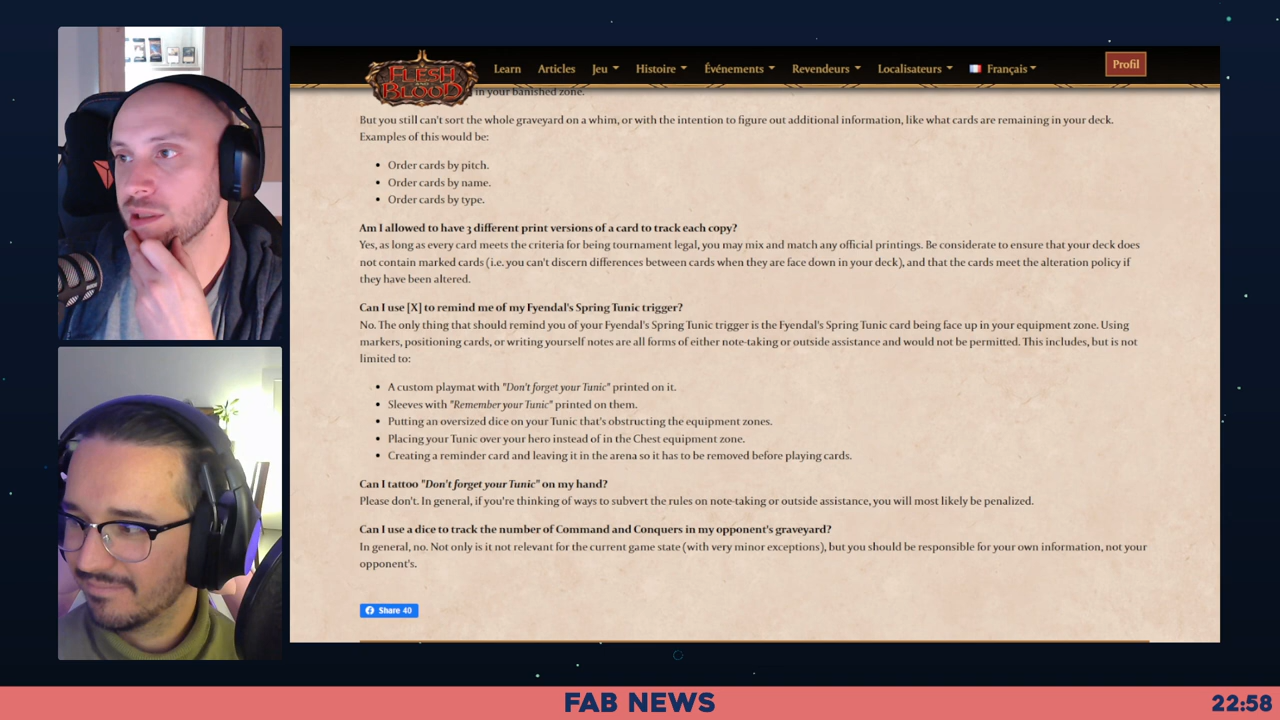 FLESH
BLOOD
Learn Articles Jeu Histoire Événements Revendeurs Localisateurs Français Profil
in your banished zone.
But you still can't sort the whole graveyard on a whim, or with the intention to figure out additional information, like what cards are remaining in your deck.
Examples of this would be:
• Order cards by pitch.
• Order cards by name.
• Order cards by type.
Am I allowed to have 3 different print versions of a card to track each copy?
Yes, as long as every card meets the criteria for being tournament legal, you may mix and match any official printings. Be considerate to ensure that your deck does
not contain marked cards (i.e. you can't discern differences between cards when they are face down in your deck), and that the cards meet the alteration policy if
they have been altered.
Can I use [X] to remind me of my Fyendal's Spring Tunic trigger?
No. The only thing that should remind you of your Fyendal's Spring Tunic trigger is the Fyendal's Spring Tunic card being face up in your equipment zone. Using
markers, positioning cards, or writing yourself notes are all forms of either note-taking or outside assistance and would not be permitted. This includes, but is not
limited to:
• A custom playmat with "Don't forget your Tunic" printed on it.
• Sleeves with "Remember your Tunic" printed on them.
• Putting an oversized dice on your Tunic that's obstructing the equipment zones.
• Placing your Tunic over your hero instead of in the Chest equipment zone.
• Creating a reminder card and leaving it in the arena so it has to be removed before playing cards.
Can I tattoo "Don't forget your Tunic" on my hand?
Please don't. In general, if you're thinking of ways to subvert the rules on note-taking or outside assistance, you will most likely be penalized.
Can I use a dice to track the number of Command and Conquers in my opponent's graveyard?
In general, no. Not only is it not relevant for the current game state (with very minor exceptions), but you should be responsible for your own information, not your
opponent's.
Share 40
FAB NEWS
22:58